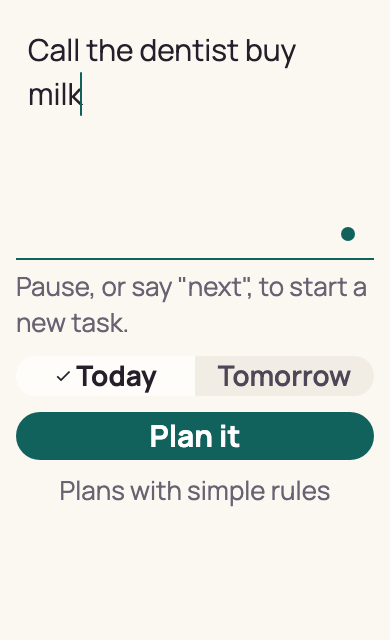 Call the dentist buy
milk
Pause, or say "next", to start a
new task.
Today
Tomorrow
Plan it
Plans with simple rules